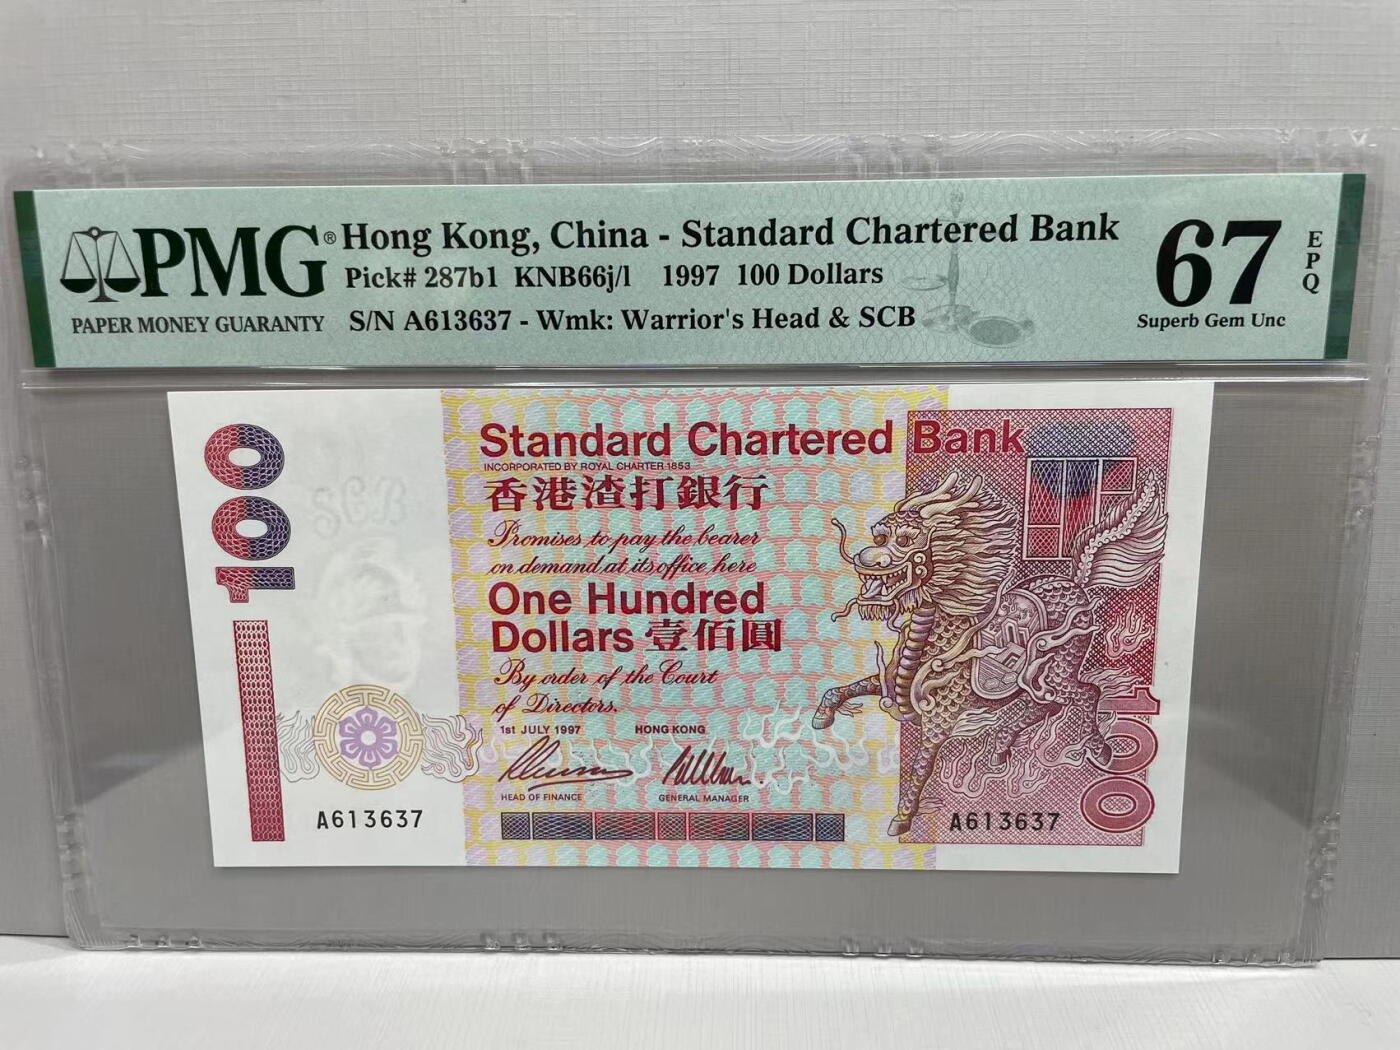 PMG®
PAPER MONEY GUARANTY
Hong Kong, China - Standard Chartered Bank
Pick# 287b1 KNB66j/l 1997 100 Dollars
S/N A613637 - Wmk: Warrior's Head & SCB
67
EPQ
Superb Gem Unc
100
Standard Chartered Bank
INCORPORATED BY ROYAL CHARTER 1853
香港渣打銀行
Promises to pay the bearer
on demand at its office here
One Hundred
Dollars 壹佰圓
By order of the Court
of Directors.
1st JULY 1997 HONG KONG
HEAD OF FINANCE GENERAL MANAGER
A613637
A613637
100
SCB